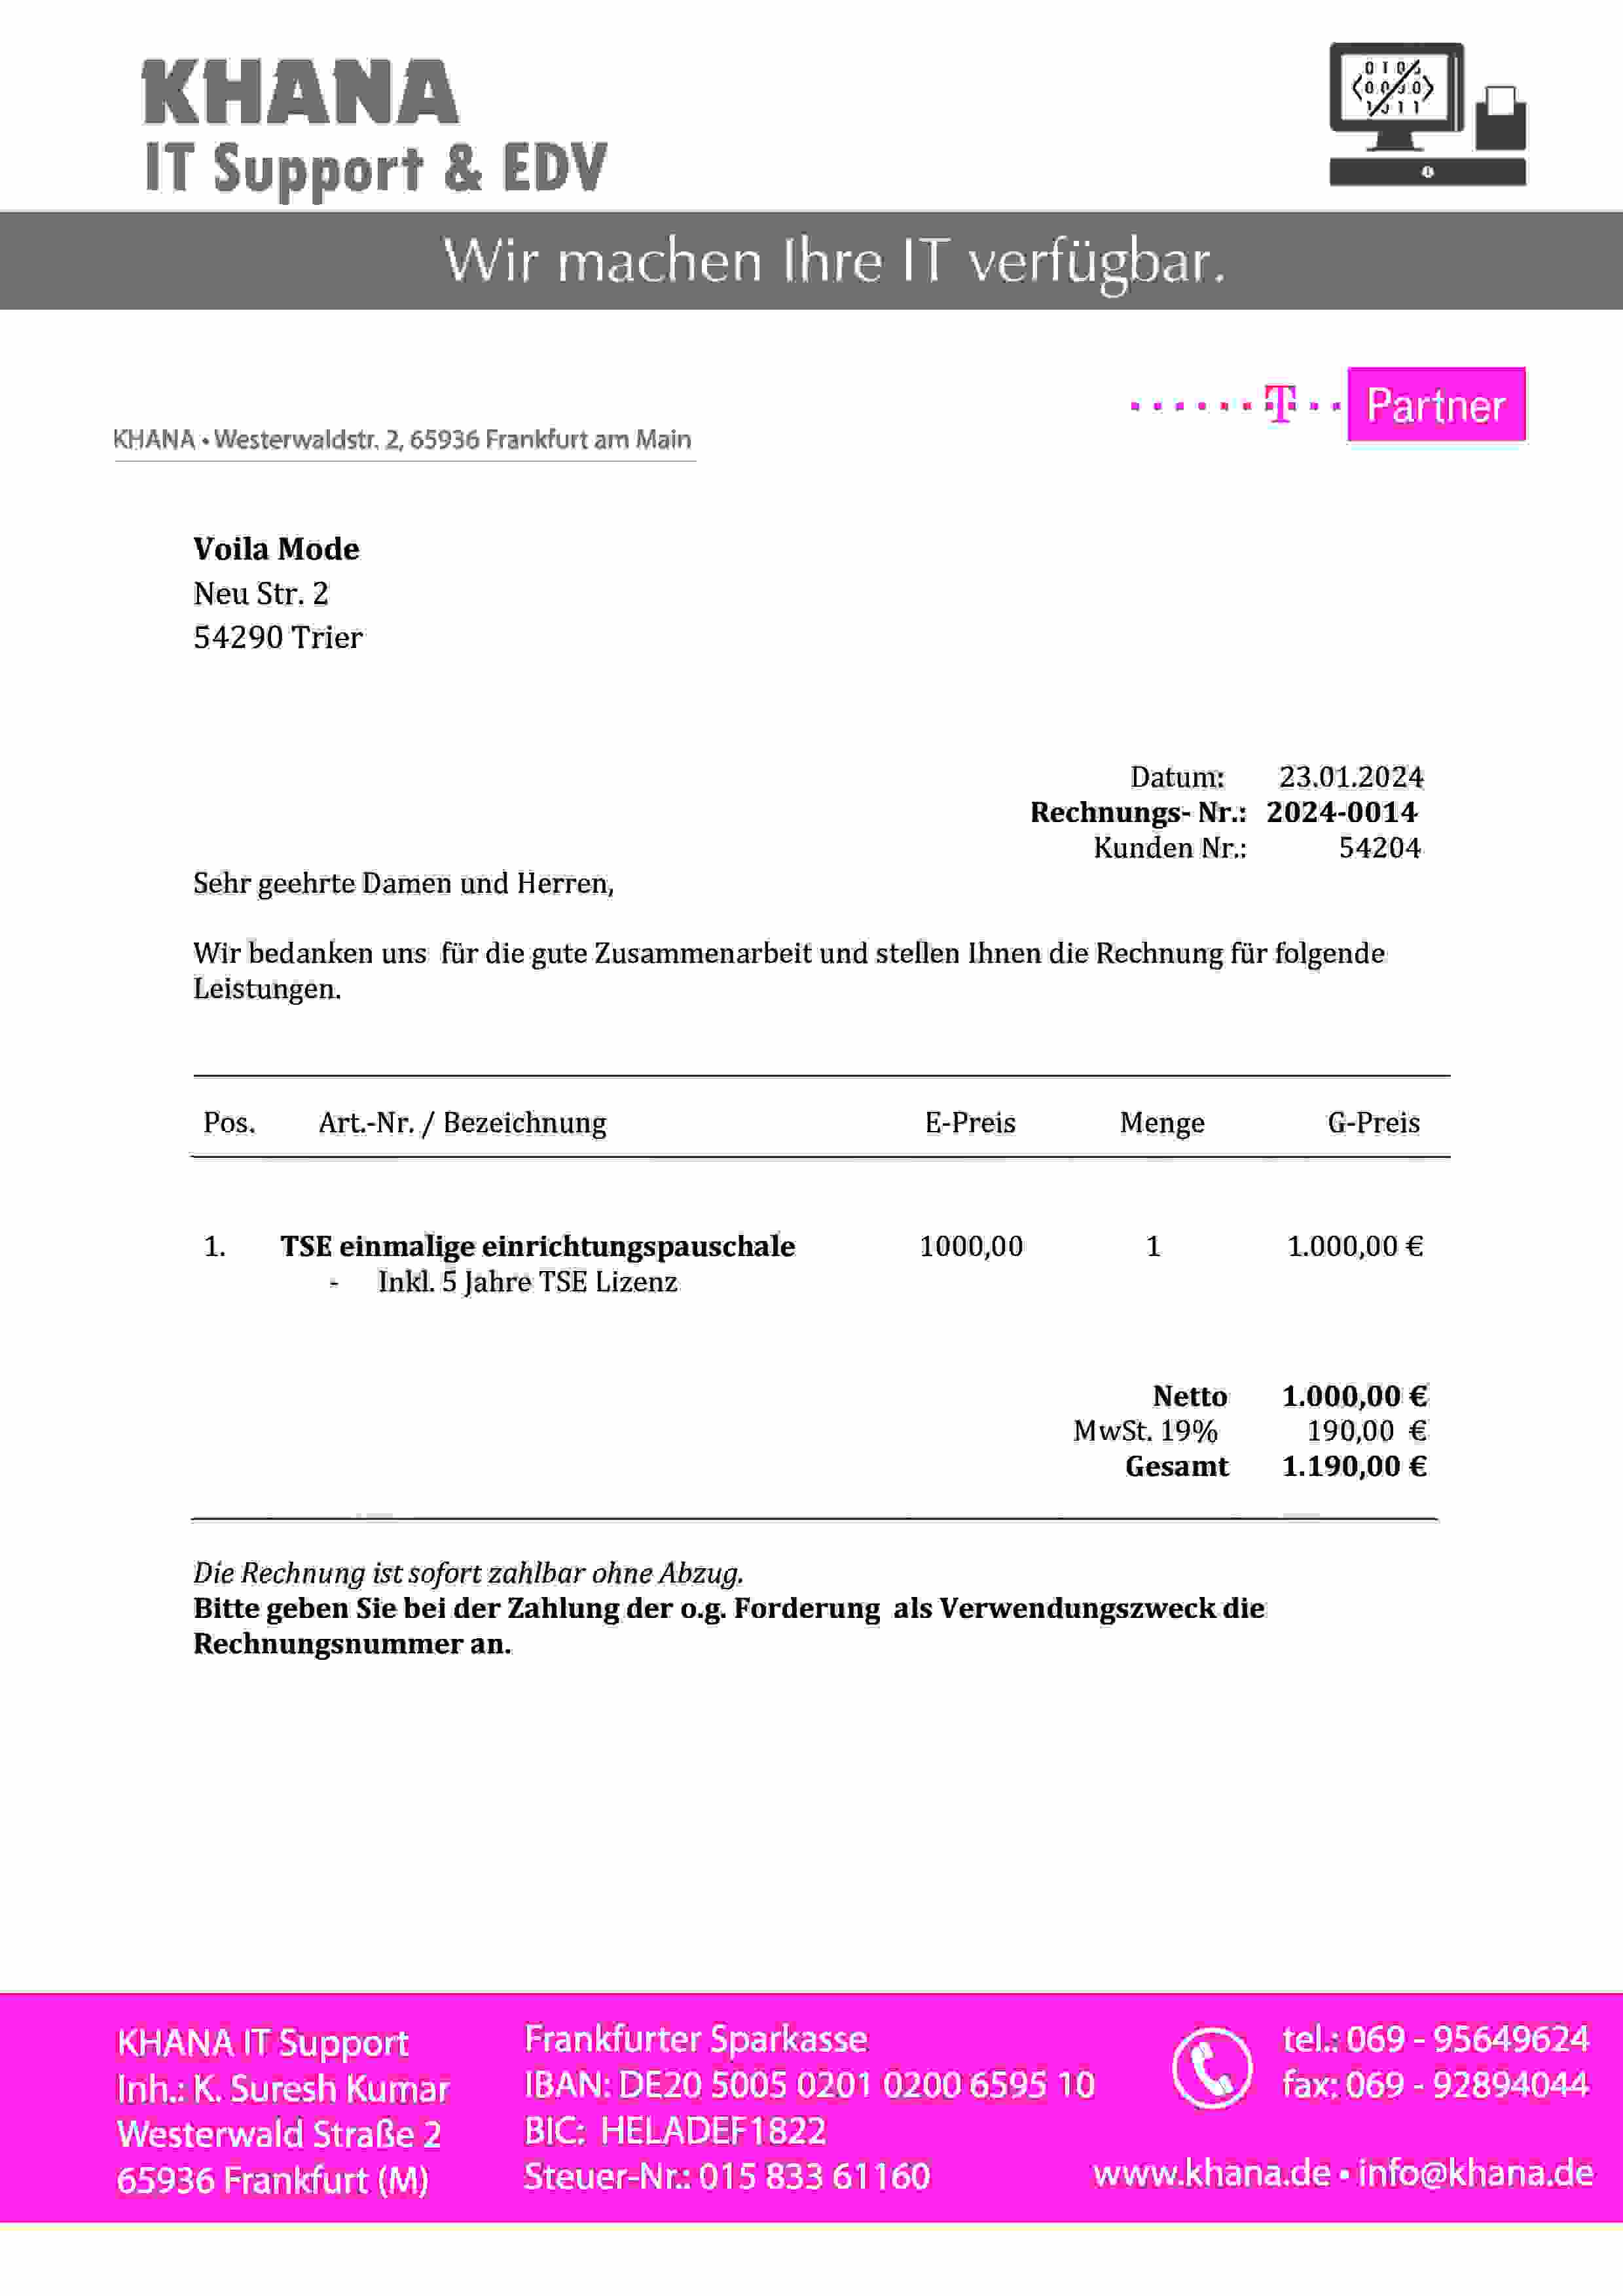 KHANA
IT Support & EDV
Wir machen Ihre IT verfügbar.
T Partner
KHANA • Westerwaldstr. 2, 65936 Frankfurt am Main
Voila Mode
Neu Str. 2
54290 Trier
Datum: 23.01.2024
Rechnungs- Nr.: 2024-0014
Kunden Nr.: 54204
Sehr geehrte Damen und Herren,
Wir bedanken uns für die gute Zusammenarbeit und stellen Ihnen die Rechnung für folgende
Leistungen.
Pos. Art.-Nr. / Bezeichnung E-Preis Menge G-Preis
1. TSE einmalige einrichtungspauschale 1000,00 1 1.000,00 €
- Inkl. 5 Jahre TSE Lizenz
Netto 1.000,00 €
MwSt. 19% 190,00 €
Gesamt 1.190,00 €
Die Rechnung ist sofort zahlbar ohne Abzug.
Bitte geben Sie bei der Zahlung der o.g. Forderung als Verwendungszweck die
Rechnungsnummer an.
KHANA IT Support
Inh.: K. Suresh Kumar
Westerwald Straße 2
65936 Frankfurt (M)
Frankfurter Sparkasse
IBAN: DE20 5005 0201 0200 6595 10
BIC: HELADEF1822
Steuer-Nr.: 015 833 61160
tel.: 069 - 95649624
fax: 069 - 92894044
www.khana.de • info@khana.de